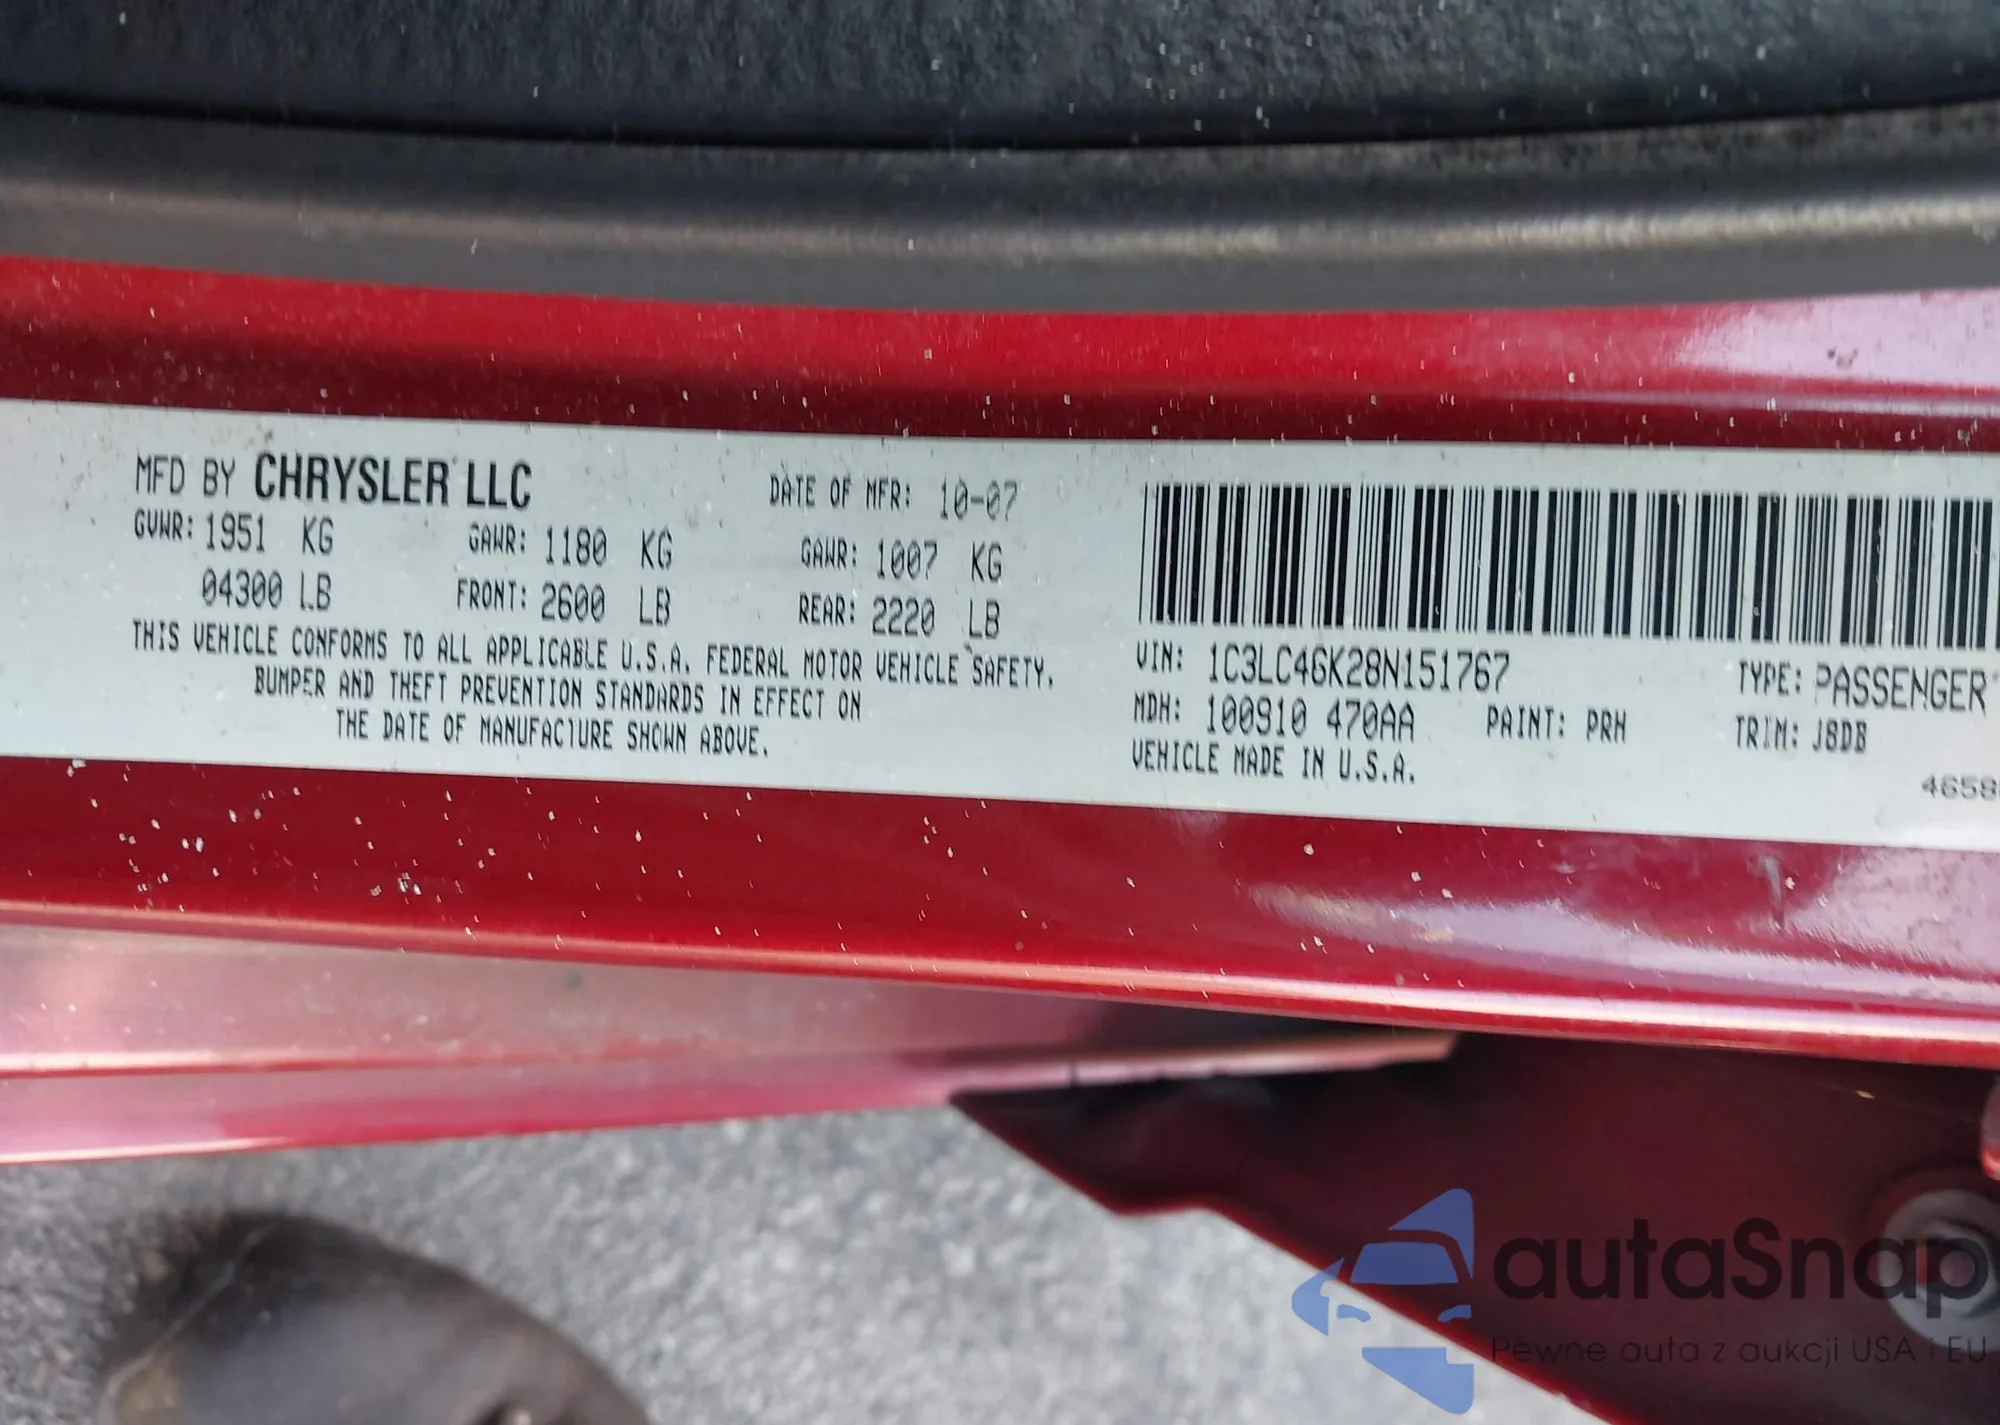 MFD BY CHRYSLER LLC DATE OF MFR: 10-07
GVWR: 1951 KG GAWR: 1180 KG GAWR: 1007 KG
04300 LB FRONT: 2600 LB REAR: 2220 LB
THIS VEHICLE CONFORMS TO ALL APPLICABLE U.S.A. FEDERAL MOTOR VEHICLE SAFETY,
BUMPER AND THEFT PREVENTION STANDARDS IN EFFECT ON
THE DATE OF MANUFACTURE SHOWN ABOVE.
VIN: 1C3LC46K28N151767 TYPE: PASSENGER
MDH: 100910 470AA PAINT: PRH TRIM: J8DB
VEHICLE MADE IN U.S.A.
4658
autaSnap
Pewne auta z aukcji USA i EU